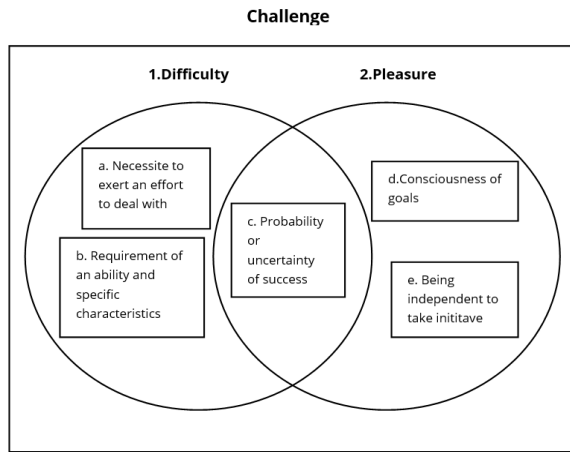 Challenge
1.Difficulty
2.Pleasure
a. Necessite to
exert an effort
to deal with
b. Requirement of
an ability and
specific
characteristics
c. Probability
or
uncertainty
of success
d.Consciousness of
goals
e. Being
independent to
take inititave